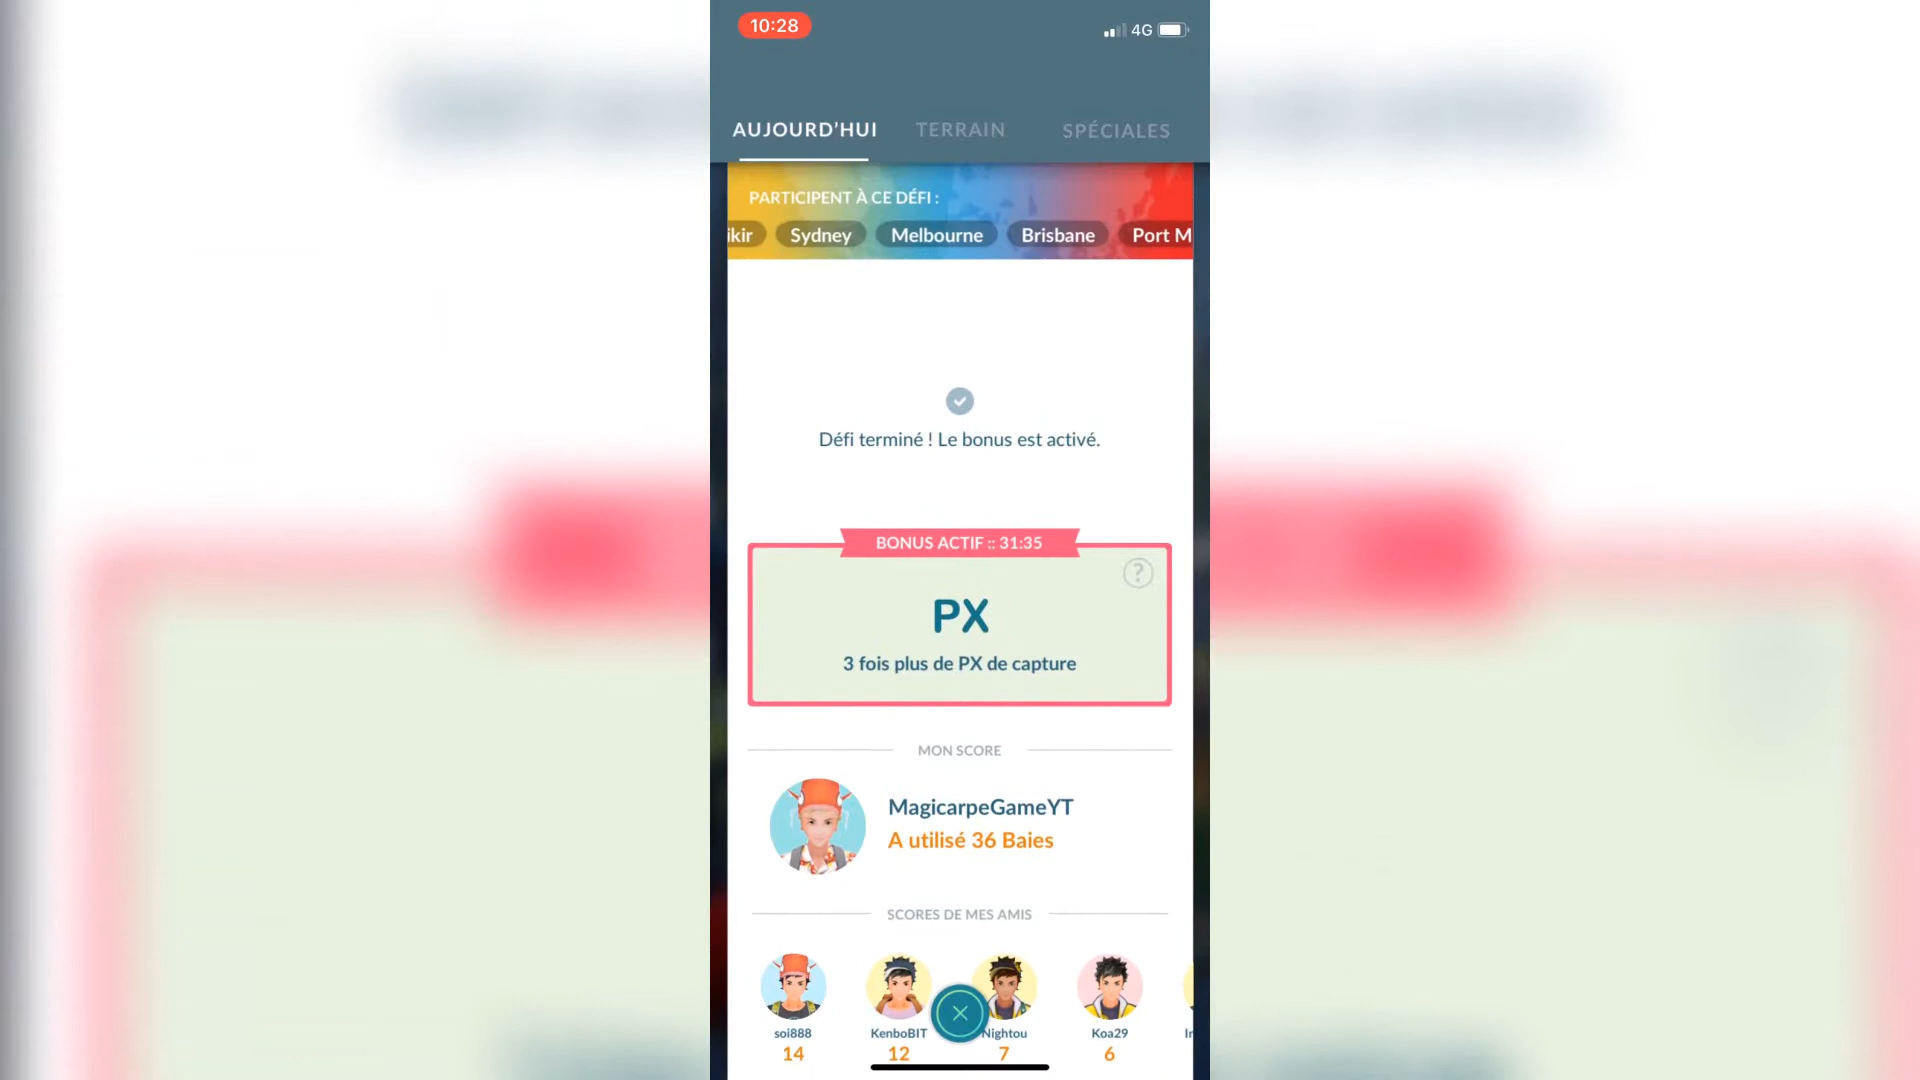 10:28
4G
AUJOURD'HUI TERRAIN SPÉCIALES
PARTICIPENT À CE DÉFI :
ikir Sydney Melbourne Brisbane Port M
Défi terminé ! Le bonus est activé.
BONUS ACTIF :: 31:35
?
PX
3 fois plus de PX de capture
MON SCORE
MagicarpeGameYT
A utilisé 36 Baies
SCORES DE MES AMIS
soi888 KenboBIT Nightou Koa29 Ir
14 12 7 6